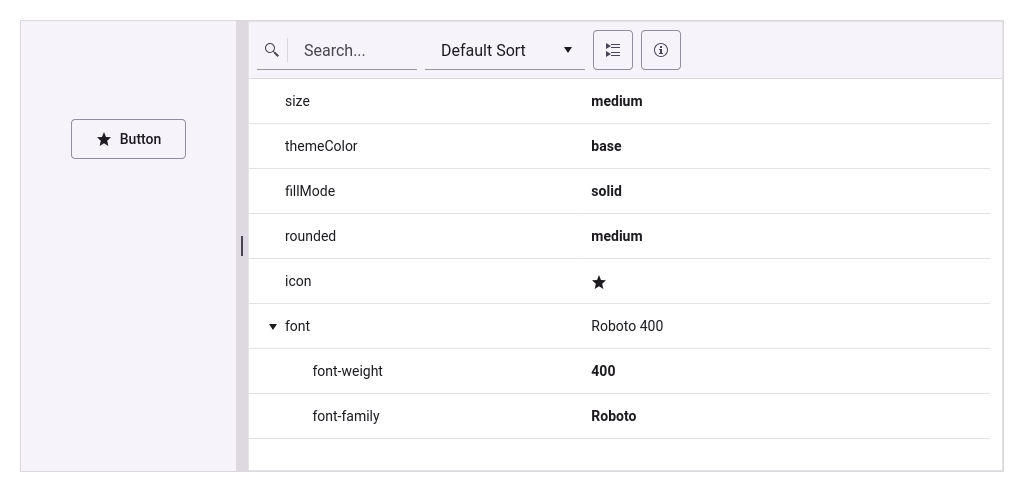 Button
Search...
Default Sort
size medium
themeColor base
fillMode solid
rounded medium
icon
font Roboto 400
font-weight 400
font-family Roboto